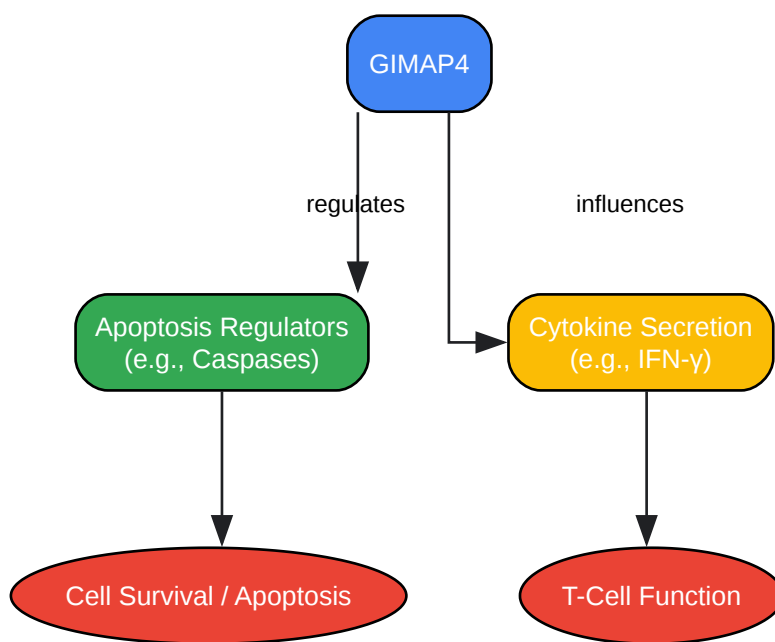 GIMAP4
regulates
influences
Apoptosis Regulators
(e.g., Caspases)
Cytokine Secretion
(e.g., IFN-γ)
Cell Survival / Apoptosis
T-Cell Function